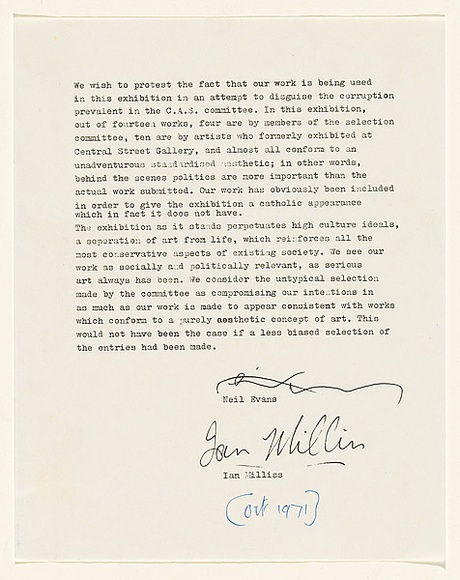 We wish to protest the fact that our work is being used
in this exhibition in an attempt to disguise the corruption
prevalent in the C.A.S. committee. In this exhibition,
out of fourteen works, four are by members of the selection
committee, ten are by artists who formerly exhibited at
Central Street Gallery, and almost all conform to an
unadventurous standardised aesthetic; in other words,
behind the scenes politics are more important than the
actual work submitted. Our work has obviously been included
in order to give the exhibition a catholic appearance
which in fact it does not have.
The exhibition as it stands perpetuates high culture ideals,
a seperation of art from life, which reinforces all the
most conservative aspects of existing society. We see our
work as socially and politically relevant, as serious
art always has been. We consider the untypical selection
made by the committee as compromising our intentions in
as much as our work is made to appear consistent with works
which conform to a purely aesthetic concept of art. This
would not have been the case if a less biased selection of
the entries had been made.
Neil Evans
Ian Milliss
Ian Milliss
(Oct 1971)